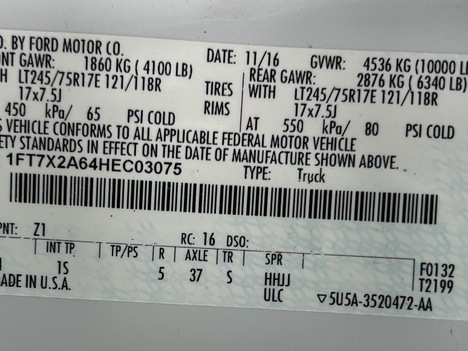 D. BY FORD MOTOR CO.
11/16 GVWR: 4536 KG (10000 L
ONT GAWR: 1860 KG ( 4100 LB)
REAR GAWR: 2876 KG ( 6340 LB)
LT245/75R17E 121/118R TIRES WITH LT245/75R17E 121/118R
17x7.5J RIMS 17x7.5J
450 kPa/ 65 PSI COLD AT 550 kPa/ 80 PSI COLD
S VEHICLE CONFORMS TO ALL APPLICABLE FEDERAL MOTOR VEHICLE
ETY STANDARDS IN EFFECT ON THE DATE OF MANUFACTURE SHOWN ABOVE.
1FT7X2A64HEC03075 TYPE: Truck
PNT: Z1 RC: 16 DSO:
INT TP. TP/PS R AXLE TR SPR F0132
1S 5 37 S HHJJ T2199
ADE IN U.S.A. ULC ▽5U5A-3520472-AA